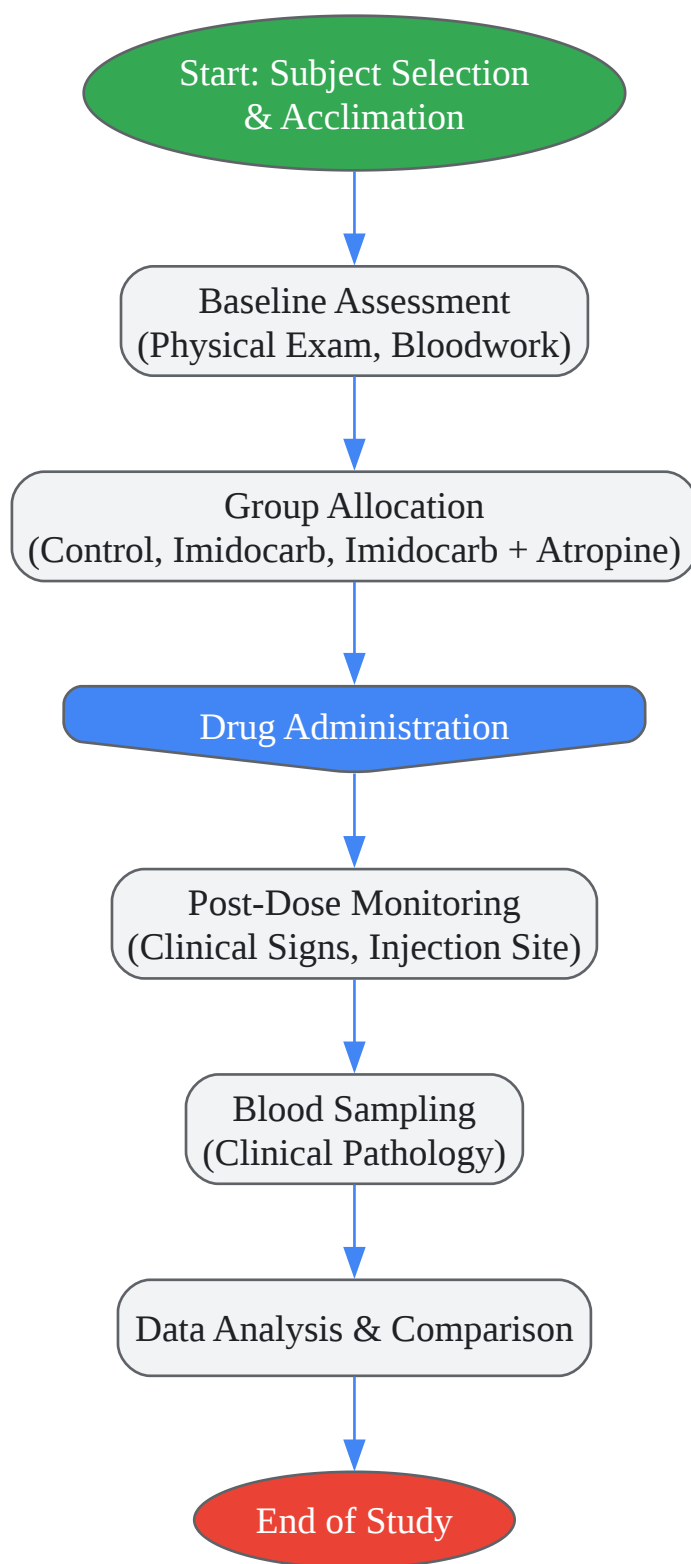 Start: Subject Selection
& Acclimation
Baseline Assessment
(Physical Exam, Bloodwork)
Group Allocation
(Control, Imidocarb, Imidocarb + Atropine)
Drug Administration
Post-Dose Monitoring
(Clinical Signs, Injection Site)
Blood Sampling
(Clinical Pathology)
Data Analysis & Comparison
End of Study